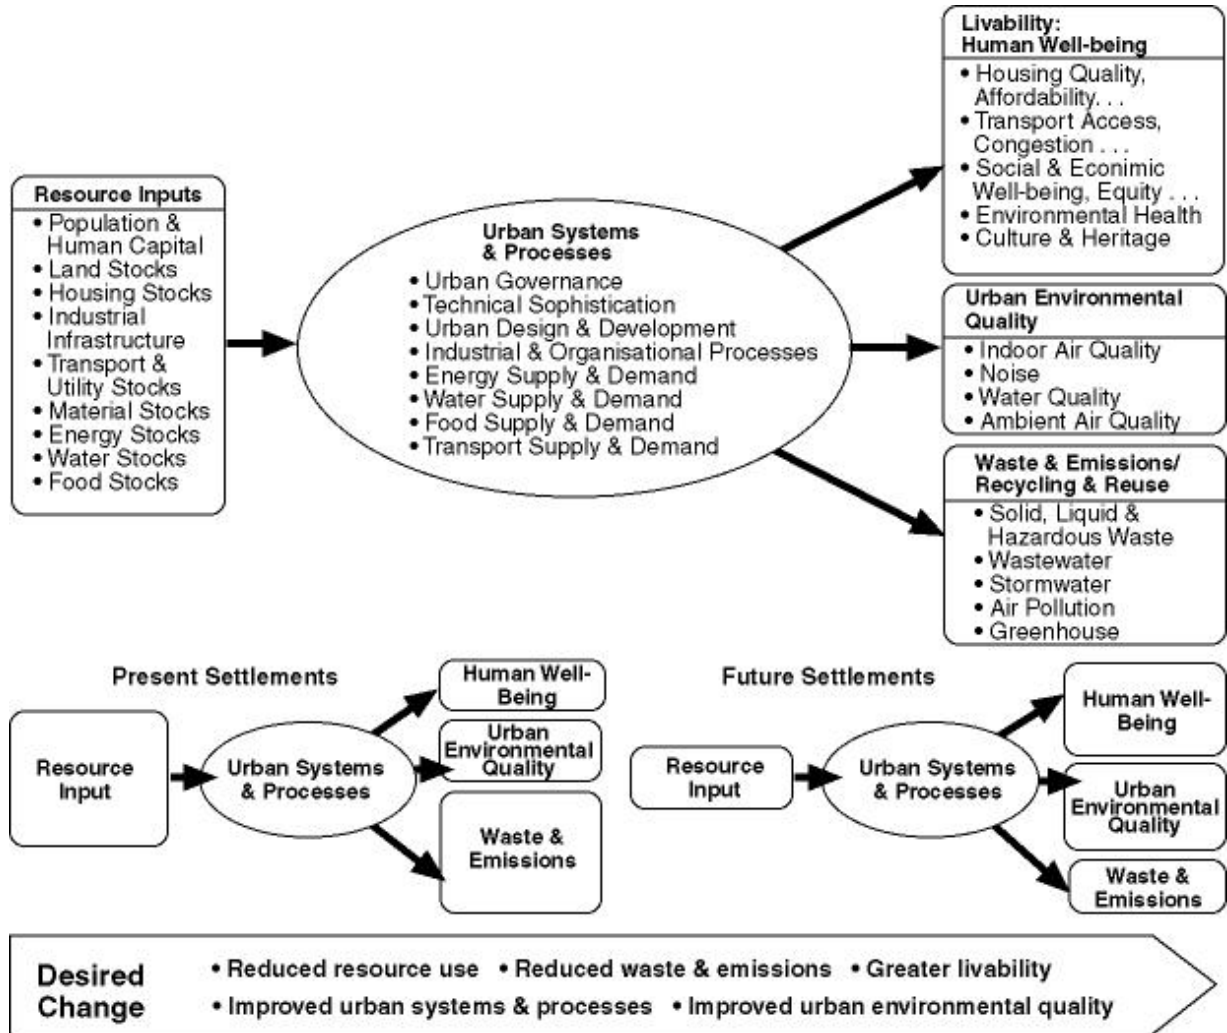 Resource Inputs
• Population &
Human Capital
• Land Stocks
• Housing Stocks
• Industrial
Infrastructure
• Transport &
Utility Stocks
• Material Stocks
• Energy Stocks
• Water Stocks
• Food Stocks
Urban Systems
& Processes
• Urban Governance
• Technical Sophistication
• Urban Design & Development
• Industrial & Organisational Processes
• Energy Supply & Demand
• Water Supply & Demand
• Food Supply & Demand
• Transport Supply & Demand
Livability:
Human Well-being
• Housing Quality,
Affordability. . .
• Transport Access,
Congestion . . .
• Social & Econimic
Well-being, Equity . . .
• Environmental Health
• Culture & Heritage
Urban Environmental
Quality
• Indoor Air Quality
• Noise
• Water Quality
• Ambient Air Quality
Waste & Emissions/
Recycling & Reuse
• Solid, Liquid &
Hazardous Waste
• Wastewater
• Stormwater
• Air Pollution
• Greenhouse
Present Settlements
Resource
Input
Urban Systems
& Processes
Human Well-
Being
Urban
Environmental
Quality
Waste &
Emissions
Future Settlements
Resource
Input
Urban Systems
& Processes
Human Well-
Being
Urban
Environmental
Quality
Waste &
Emissions
Desired
Change
• Reduced resource use • Reduced waste & emissions • Greater livability
• Improved urban systems & processes • Improved urban environmental quality